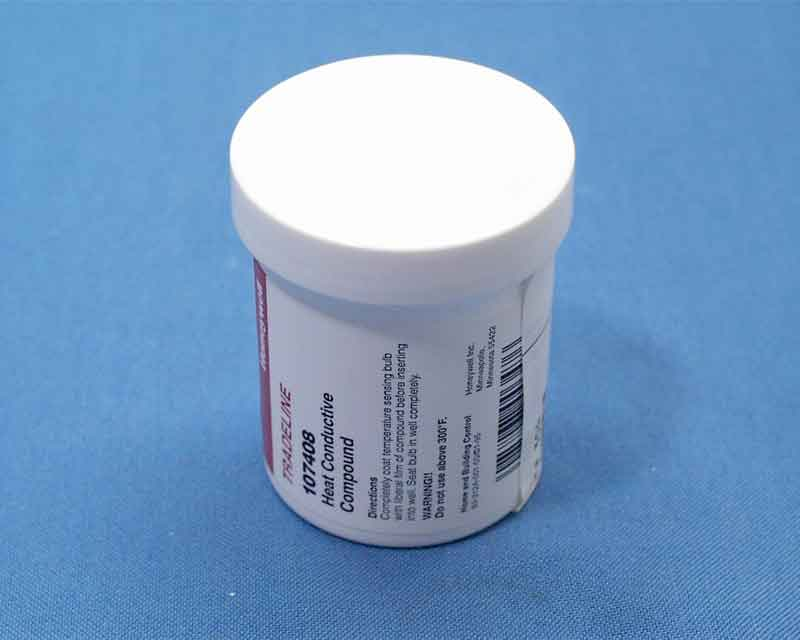 Honeywell
TRADELINE
107408
Heat Conductive
Compound
Directions
Completely coat temperature sensing bulb
with liberal film of compound before inserting
into well. Seat bulb in well completely.
WARNING!!
Do not use above 300°F.
Home and Building Control
Honeywell Inc.
Minneapolis,
Minnesota 55422